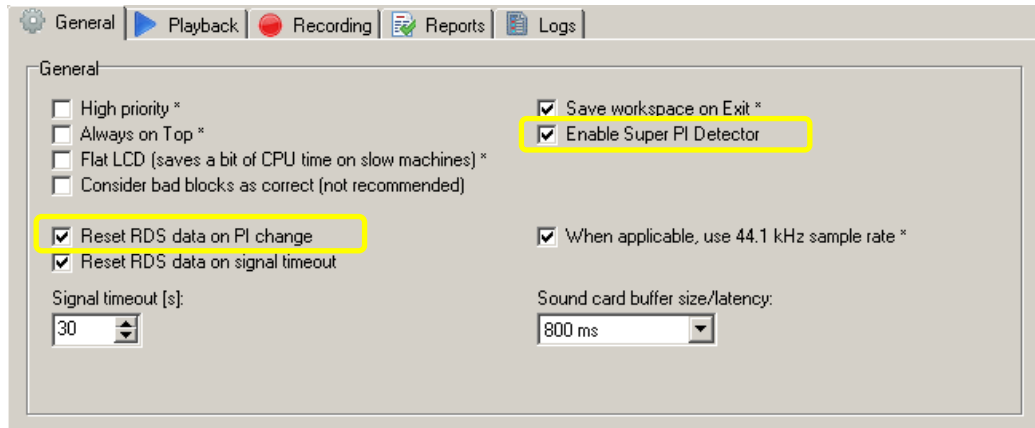 General Playback Recording Reports Logs
General
High priority *
Always on Top *
Flat LCD (saves a bit of CPU time on slow machines) *
Consider bad blocks as correct (not recommended)
Save workspace on Exit *
Enable Super PI Detector
Reset RDS data on PI change
Reset RDS data on signal timeout
When applicable, use 44.1 kHz sample rate *
Signal timeout [s]:
30
Sound card buffer size/latency:
800 ms